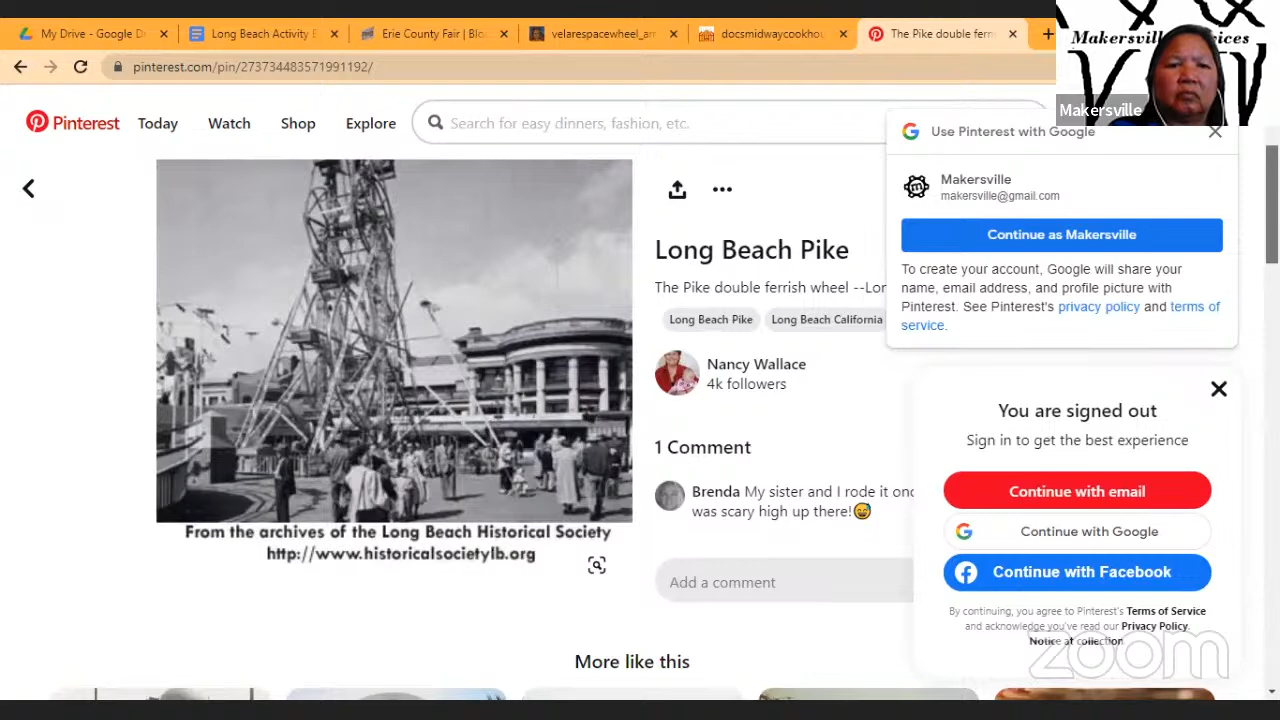 My Drive - Google D
Long Beach Activity B
Erie County Fair | Blo
velarespacewheel_am
docsmidwaycookhou
The Pike double ferri
Makersville
pinterest.com/pin/273734483571991192/
Makersville
Pinterest
Today
Watch
Shop
Explore
Search for easy dinners, fashion, etc.
Use Pinterest with Google
Makersville
makersville@gmail.com
Continue as Makersville
To create your account, Google will share your
name, email address, and profile picture with
Pinterest. See Pinterest's privacy policy and terms of
service.
Long Beach Pike
The Pike double ferrish wheel --Lon
Long Beach Pike
Long Beach California
Nancy Wallace
4k followers
1 Comment
Brenda My sister and I rode it onc
was scary high up there!😅
Add a comment
From the archives of the Long Beach Historical Society
http://www.historicalsocietylb.org
You are signed out
Sign in to get the best experience
Continue with email
Continue with Google
Continue with Facebook
By continuing, you agree to Pinterest's Terms of Service
and acknowledge you've read our Privacy Policy.
Notice at collection
zoom
More like this